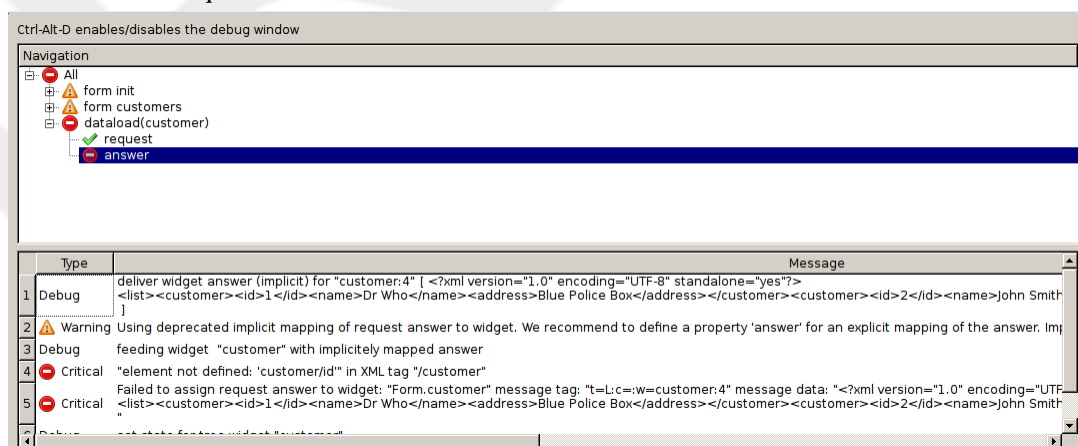 Ctrl-Alt-D enables/disables the debug window
Navigation
All
form init
form customers
dataload(customer)
request
answer
Type Message
1 Debug deliver widget answer (implicit) for "customer:4" [ <?xml version="1.0" encoding="UTF-8" standalone="yes"?>
<list><customer><id>1</id><name>Dr Who</name><address>Blue Police Box</address></customer><customer><id>2</id><name>John Smith
]
2 Warning Using deprecated implicit mapping of request answer to widget. We recommend to define a property 'answer' for an explicit mapping of the answer. Imp
3 Debug feeding widget "customer" with implicitely mapped answer
4 Critical "element not defined: 'customer/id'" in XML tag "/customer"
5 Critical Failed to assign request answer to widget: "Form.customer" message tag: "t=L:c=:w=customer:4" message data: "<?xml version="1.0" encoding="UTF
<list><customer><id>1</id><name>Dr Who</name><address>Blue Police Box</address></customer><customer><id>2</id><name>John Smith
"